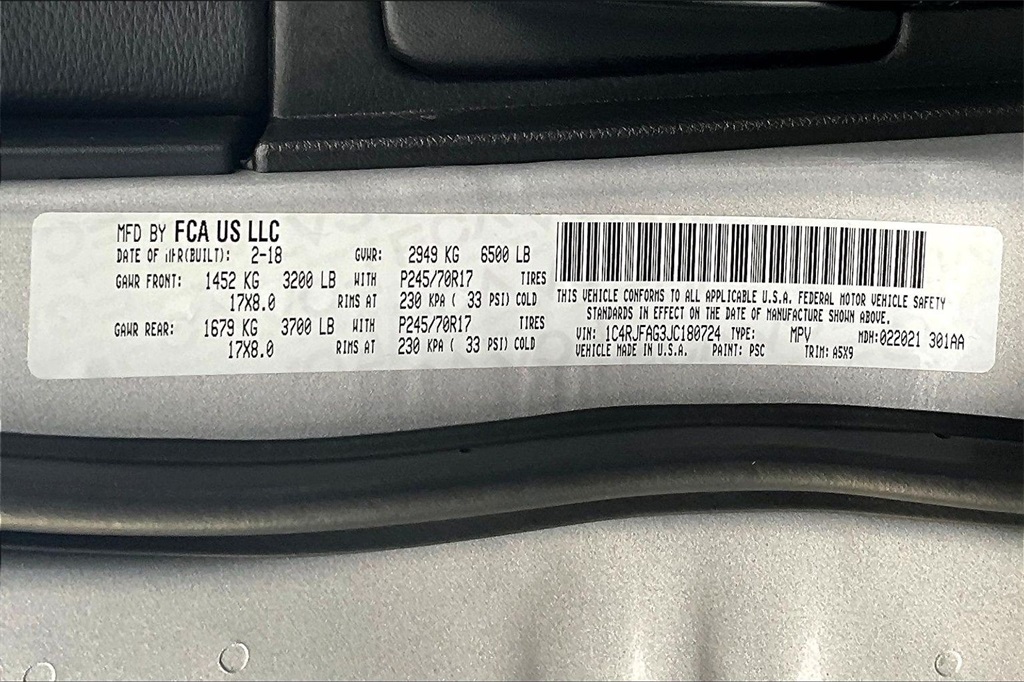 MFD BY FCA US LLC
DATE OF MFR(BUILT): 2-18 GVWR: 2949 KG 6500 LB
GAWR FRONT: 1452 KG 3200 LB WITH P245/70R17 TIRES
17X8.0 RIMS AT 230 KPA ( 33 PSI) COLD
GAWR REAR: 1679 KG 3700 LB WITH P245/70R17 TIRES
17X8.0 RIMS AT 230 KPA ( 33 PSI) COLD
THIS VEHICLE CONFORMS TO ALL APPLICABLE U.S.A. FEDERAL MOTOR VEHICLE SAFETY
STANDARDS IN EFFECT ON THE DATE OF MANUFACTURE SHOWN ABOVE.
VIN: 1C4RJFAG3JC180724 TYPE: MPV MDH:022021 301AA
VEHICLE MADE IN U.S.A. PAINT: PSC TRIM: A5X9